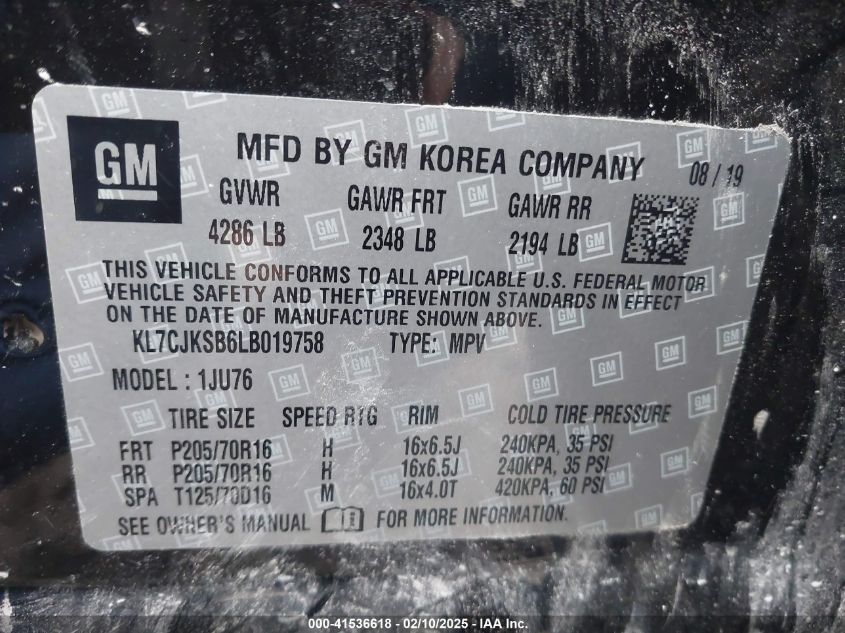 GM
MFD BY GM KOREA COMPANY 08 / 19
GVWR GAWR FRT GAWR RR
4286 LB 2348 LB 2194 LB
THIS VEHICLE CONFORMS TO ALL APPLICABLE U.S. FEDERAL MOTOR
VEHICLE SAFETY AND THEFT PREVENTION STANDARDS IN EFFECT
ON THE DATE OF MANUFACTURE SHOWN ABOVE.
KL7CJKSB6LB019758 TYPE: MPV
MODEL : 1JU76
TIRE SIZE SPEED RTG RIM COLD TIRE PRESSURE
FRT P205/70R16 H 16x6.5J 240KPA, 35 PSI
RR P205/70R16 H 16x6.5J 240KPA, 35 PSI
SPA T125/70D16 M 16x4.0T 420KPA, 60 PSI
SEE OWNER'S MANUAL FOR MORE INFORMATION.
000-41536618 - 02/10/2025 - IAAI.com